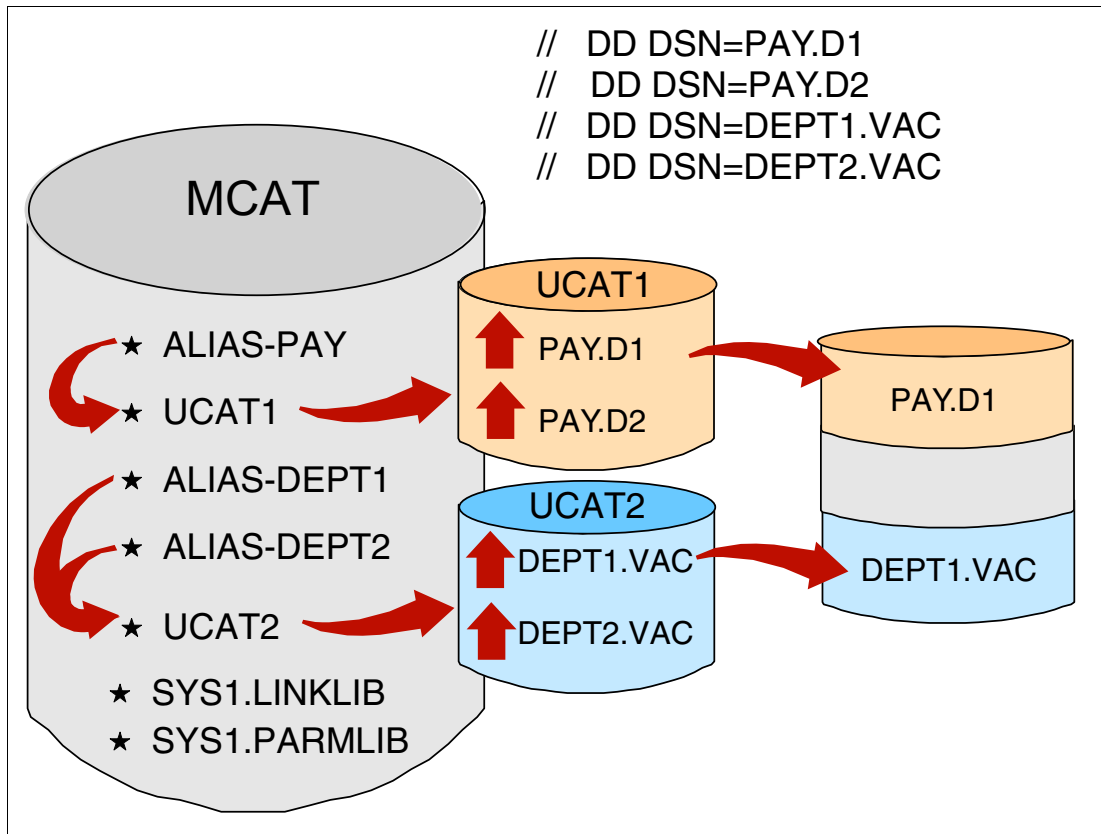 // DD DSN=PAY.D1
// DD DSN=PAY.D2
// DD DSN=DEPT1.VAC
// DD DSN=DEPT2.VAC
MCAT
ALIAS-PAY
UCAT1
ALIAS-DEPT1
ALIAS-DEPT2
UCAT2
SYS1.LINKLIB
SYS1.PARMLIB
UCAT1
PAY.D1
PAY.D2
UCAT2
DEPT1.VAC
DEPT2.VAC
PAY.D1
DEPT1.VAC